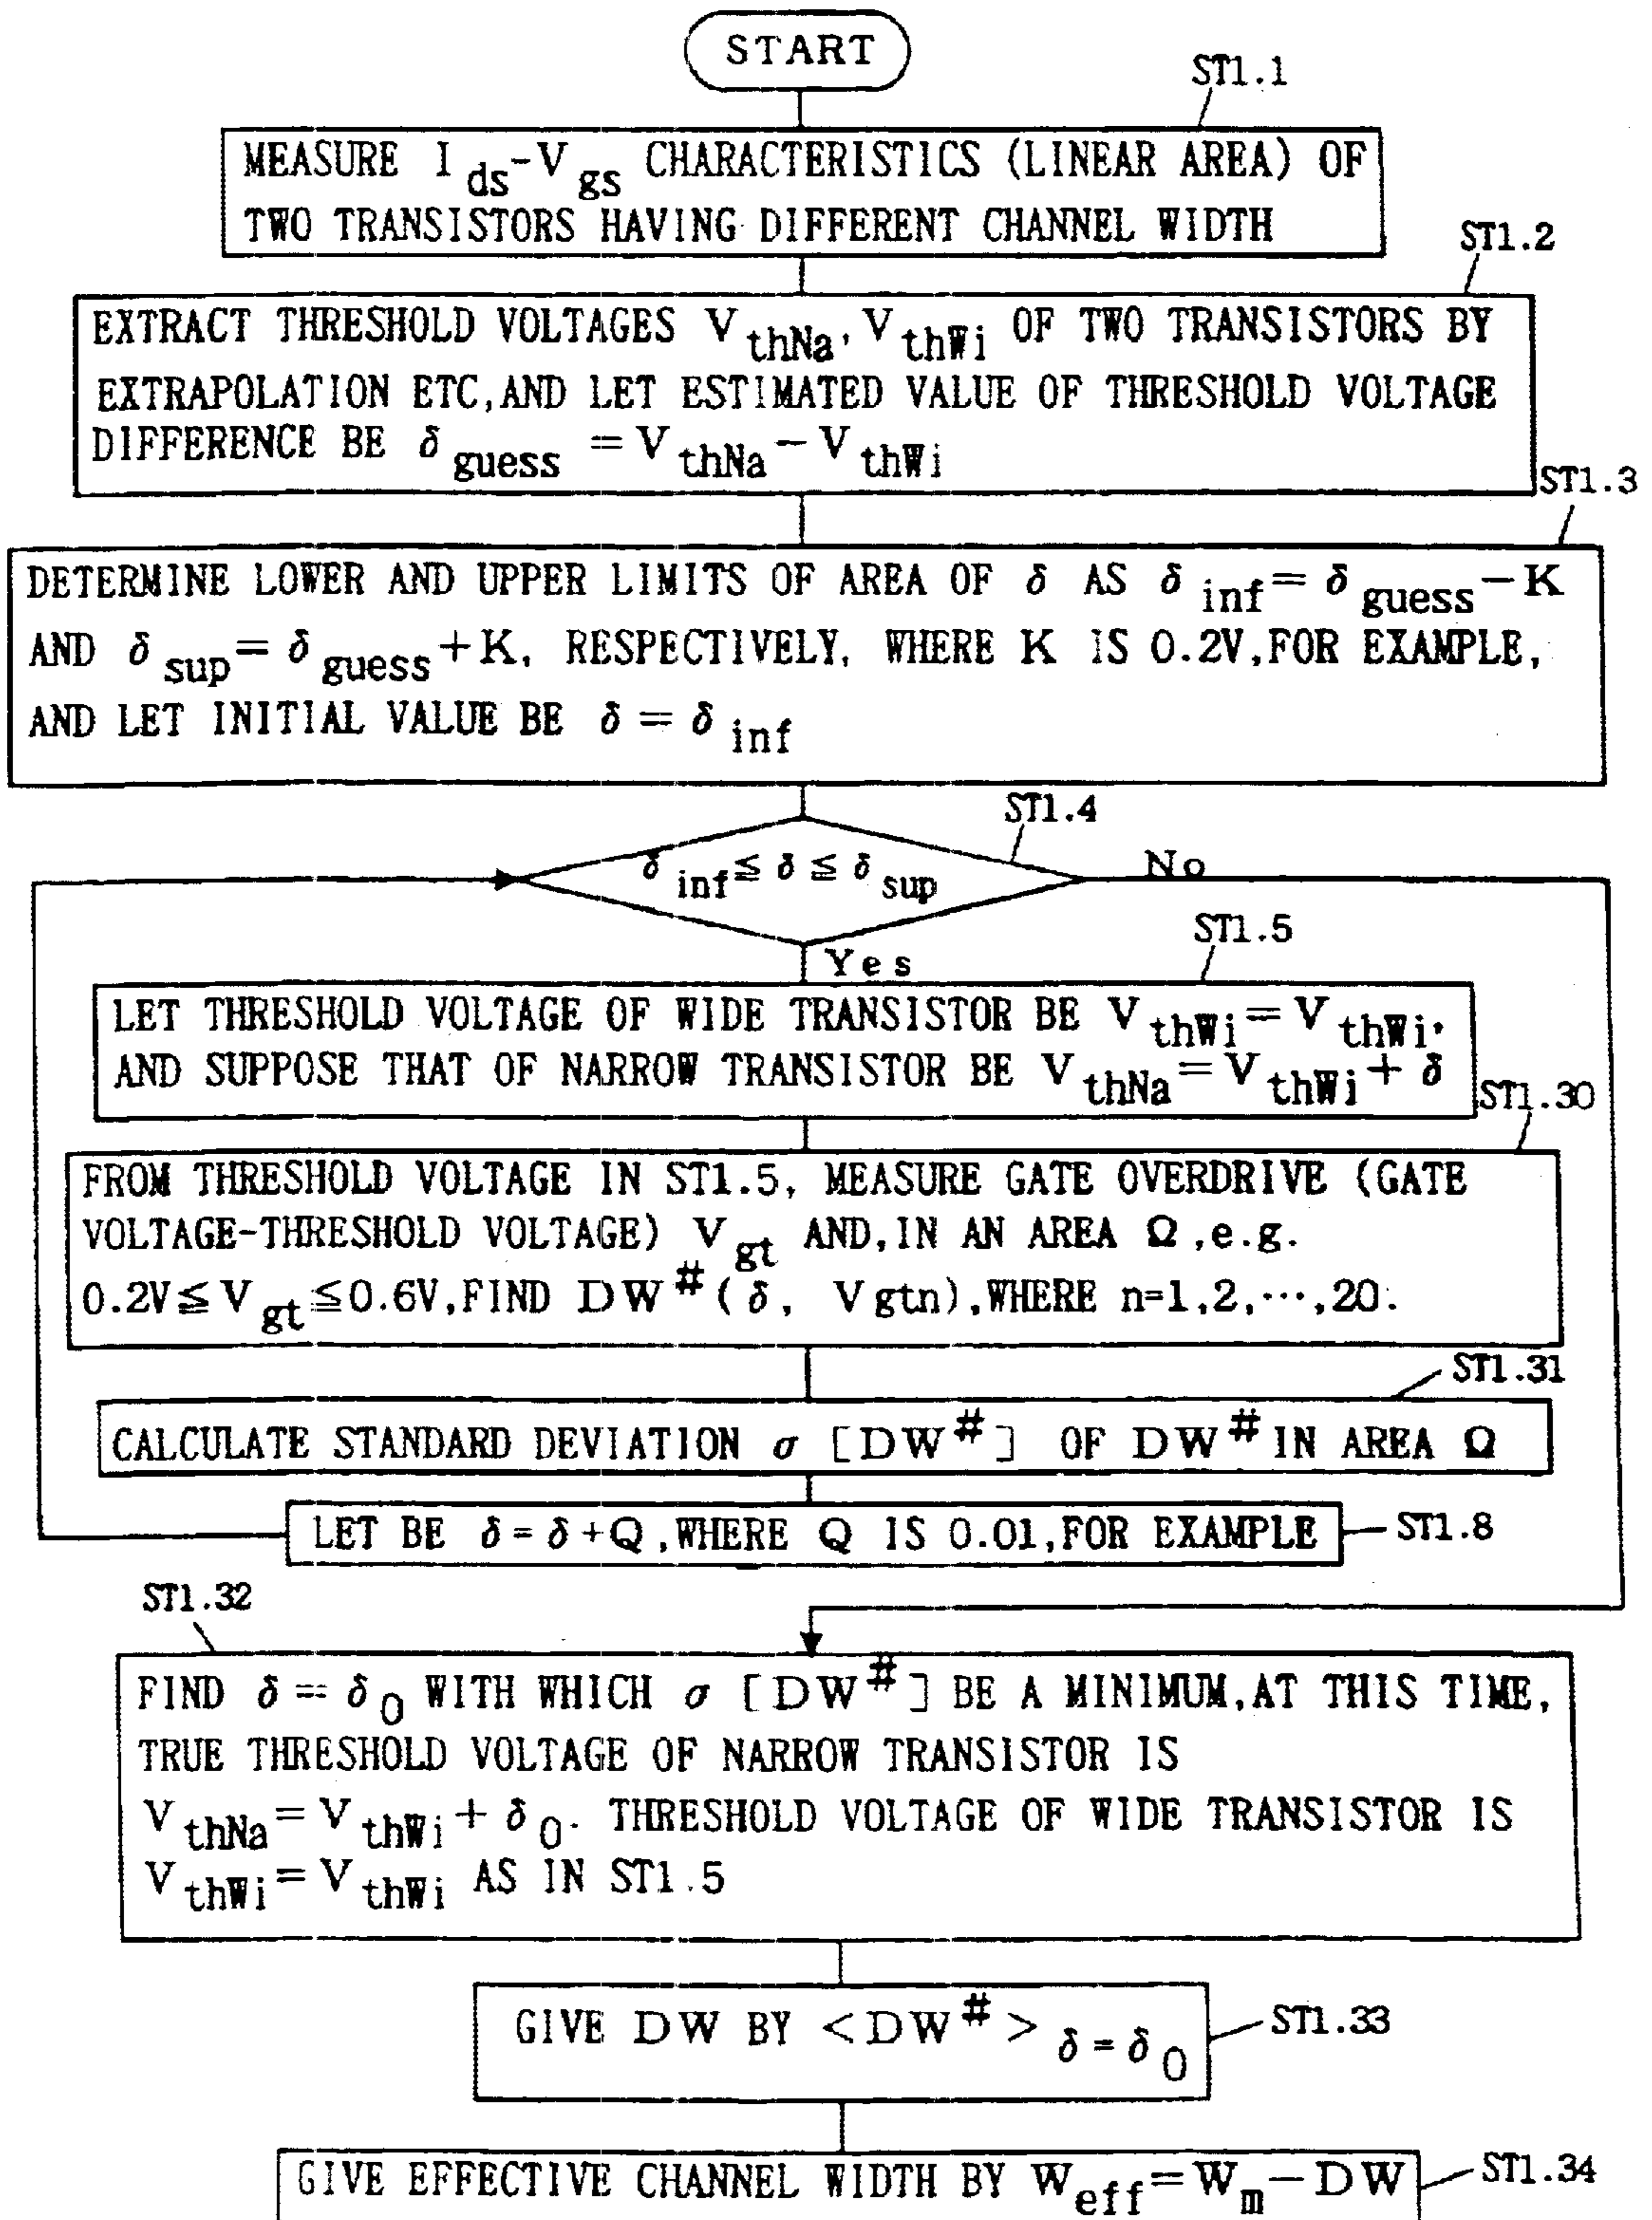 START
ST1.1
MEASURE I ds-V gs CHARACTERISTICS (LINEAR AREA) OF
TWO TRANSISTORS HAVING DIFFERENT CHANNEL WIDTH
ST1.2
EXTRACT THRESHOLD VOLTAGES V thNa, V thWi OF TWO TRANSISTORS BY
EXTRAPOLATION ETC,AND LET ESTIMATED VALUE OF THRESHOLD VOLTAGE
DIFFERENCE BE δ guess = V thNa - V thWi
ST1.3
DETERMINE LOWER AND UPPER LIMITS OF AREA OF δ AS δ inf = δ guess - K
AND δ sup = δ guess + K, RESPECTIVELY, WHERE K IS 0.2V,FOR EXAMPLE,
AND LET INITIAL VALUE BE δ = δ inf
ST1.4
δ inf ≦ δ ≦ δ sup
No
Yes
ST1.5
LET THRESHOLD VOLTAGE OF WIDE TRANSISTOR BE V thWi = V thWi,
AND SUPPOSE THAT OF NARROW TRANSISTOR BE V thNa = V thWi + δ
ST1.30
FROM THRESHOLD VOLTAGE IN ST1.5, MEASURE GATE OVERDRIVE (GATE
VOLTAGE-THRESHOLD VOLTAGE) V gt AND,IN AN AREA Ω ,e.g.
0.2V ≦ V gt ≦ 0.6V,FIND DW # (δ, Vgtn),WHERE n=1,2,⋯,20.
ST1.31
CALCULATE STANDARD DEVIATION σ [DW #] OF DW # IN AREA Ω
LET BE δ = δ + Q ,WHERE Q IS 0.01,FOR EXAMPLE
ST1.8
ST1.32
FIND δ = δ 0 WITH WHICH σ [DW #] BE A MINIMUM,AT THIS TIME,
TRUE THRESHOLD VOLTAGE OF NARROW TRANSISTOR IS
V thNa = V thWi + δ 0. THRESHOLD VOLTAGE OF WIDE TRANSISTOR IS
V thWi = V thWi AS IN ST1.5
GIVE DW BY <DW #> δ = δ 0
ST1.33
GIVE EFFECTIVE CHANNEL WIDTH BY W eff = W m - DW
ST1.34